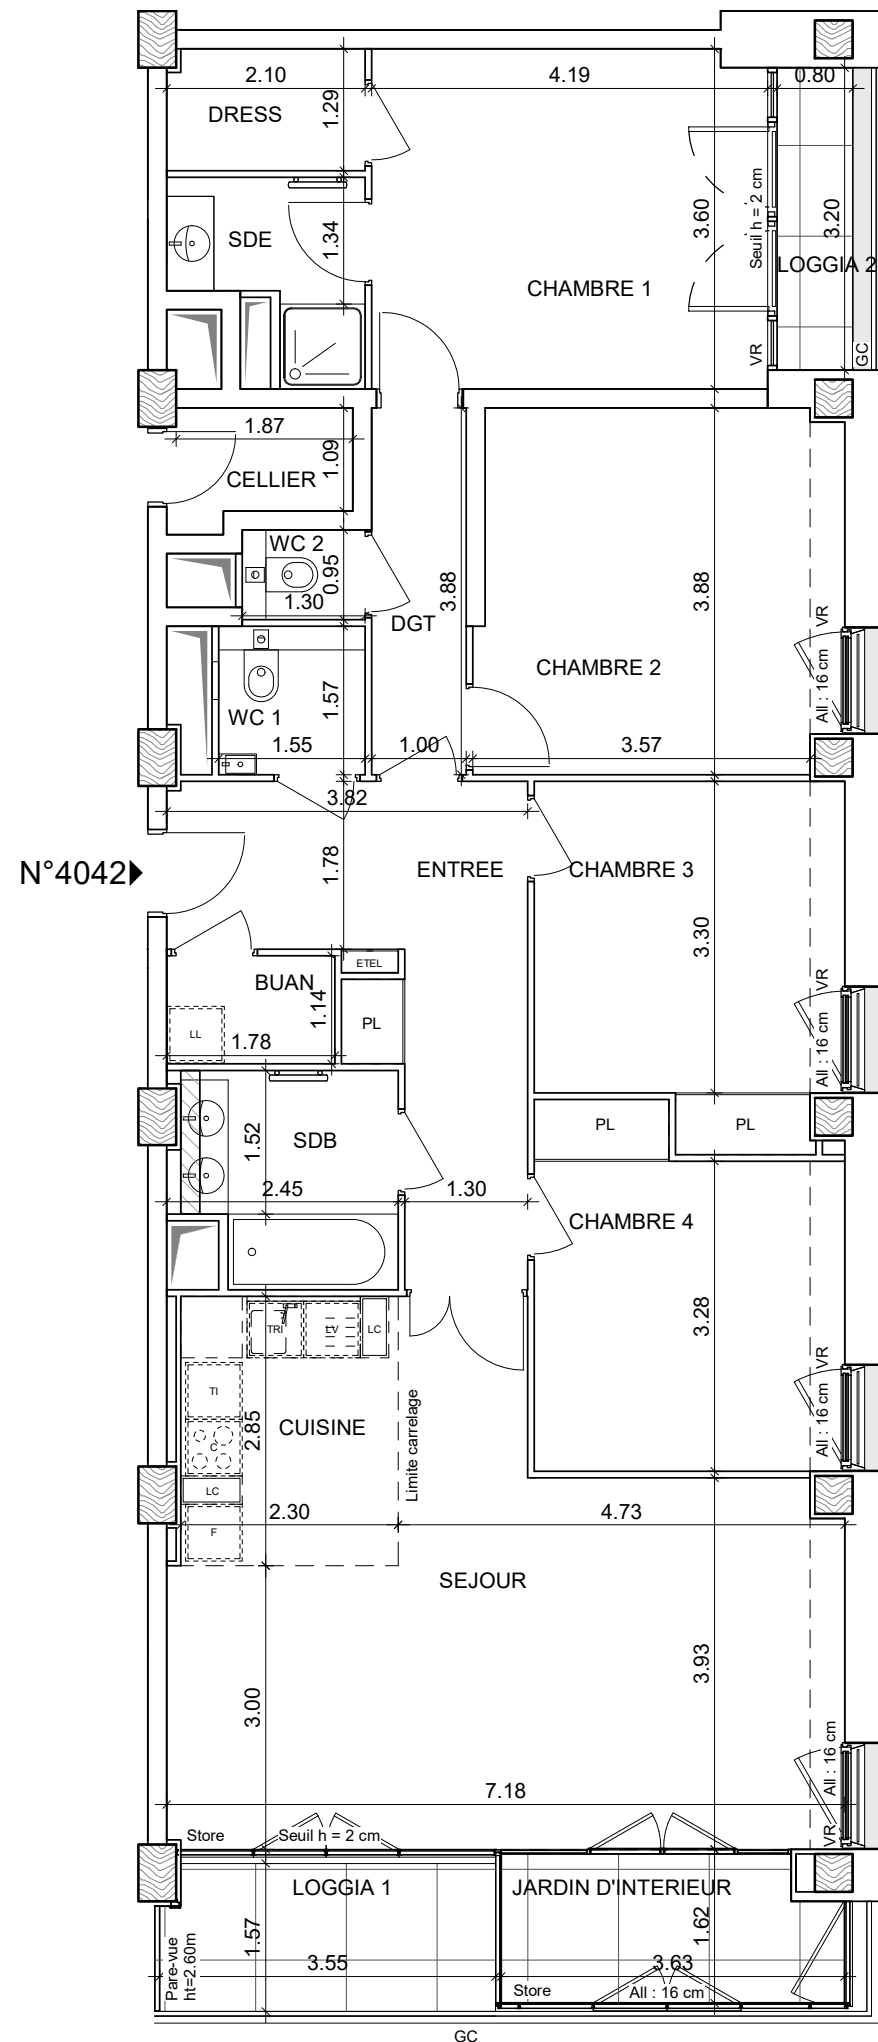 2.10
4.19
0.80
DRESS
1.29
SDE
1.34
3.60
Seuil h = 2 cm
3.20
LOGGIA 2
CHAMBRE 1
VR
GC
1.87
1.09
CELLIER
WC 2
0.95
1.30
3.88
DGT
3.88
CHAMBRE 2
VR
All : 16 cm
1.57
WC 1
1.55
1.00
3.57
3.82
N°4042
1.78
ENTREE
CHAMBRE 3
3.30
ETEL
BUAN
1.14
PL
LL
1.78
VR
All : 16 cm
1.52
SDB
PL
PL
2.45
1.30
CHAMBRE 4
3.28
TRI
LV
LC
VR
All : 16 cm
TI
C
2.85
CUISINE
Limite carrelage
LC
F
2.30
4.73
SEJOUR
3.00
3.93
7.18
All : 16 cm
VR
Store
Seuil h = 2 cm
LOGGIA 1
JARDIN D'INTERIEUR
1.57
1.62
Pare-vue
ht=2.60m
3.55
3.63
Store
All : 16 cm
GC